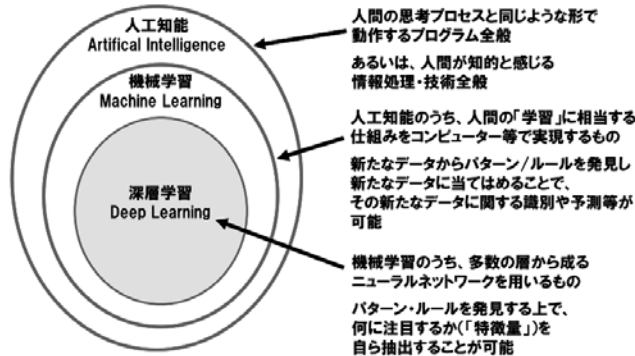 人工知能
Artifical Intelligence
機械学習
Machine Learning
深層学習
Deep Learning
人間の思考プロセスと同じような形で
動作するプログラム全般
あるいは、人間が知的と感じる
情報処理・技術全般
人工知能のうち、人間の「学習」に相当する
仕組みをコンピューター等で実現するもの
新たなデータからパターン/ルールを発見し
新たなデータに当てはめることで、
その新たなデータに関する識別や予測等が
可能
機械学習のうち、多数の層から成る
ニューラルネットワークを用いるもの
パターン・ルールを発見する上で、
何に注目するか(「特徴量」)を
自ら抽出することが可能